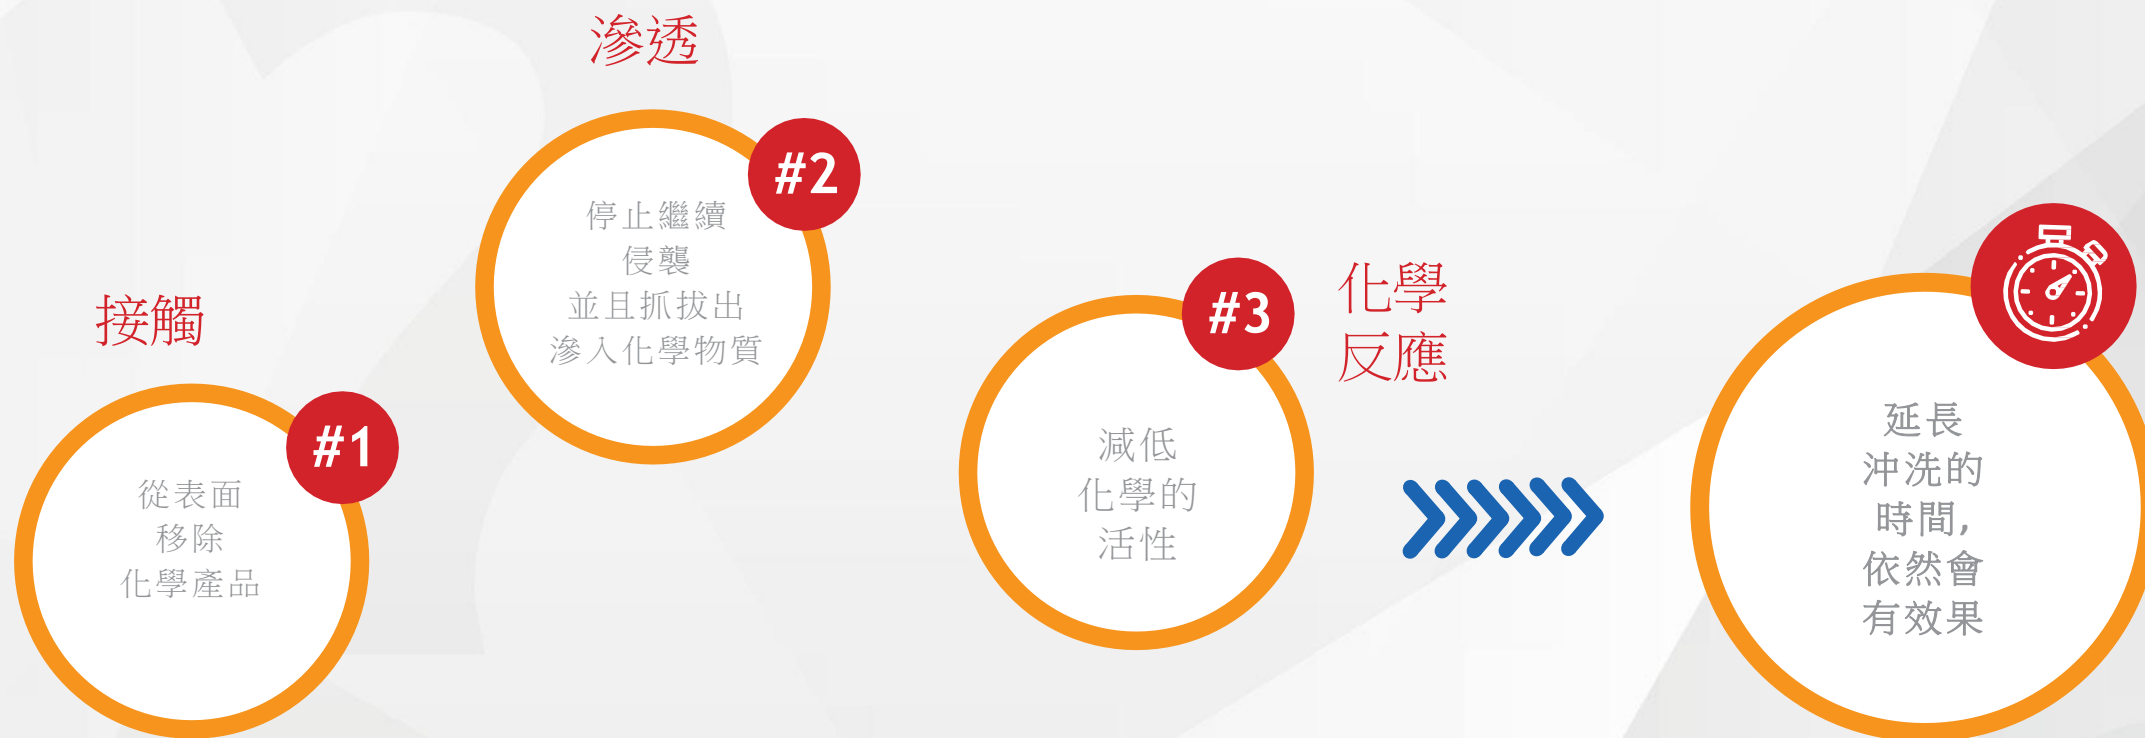 接觸
#1
從表面
移除
化學產品
滲透
#2
停止繼續
侵襲
並且抓拔出
滲入化學物質
#3
化學
反應
減低
化學的
活性
延長
沖洗的
時間,
依然會
有效果